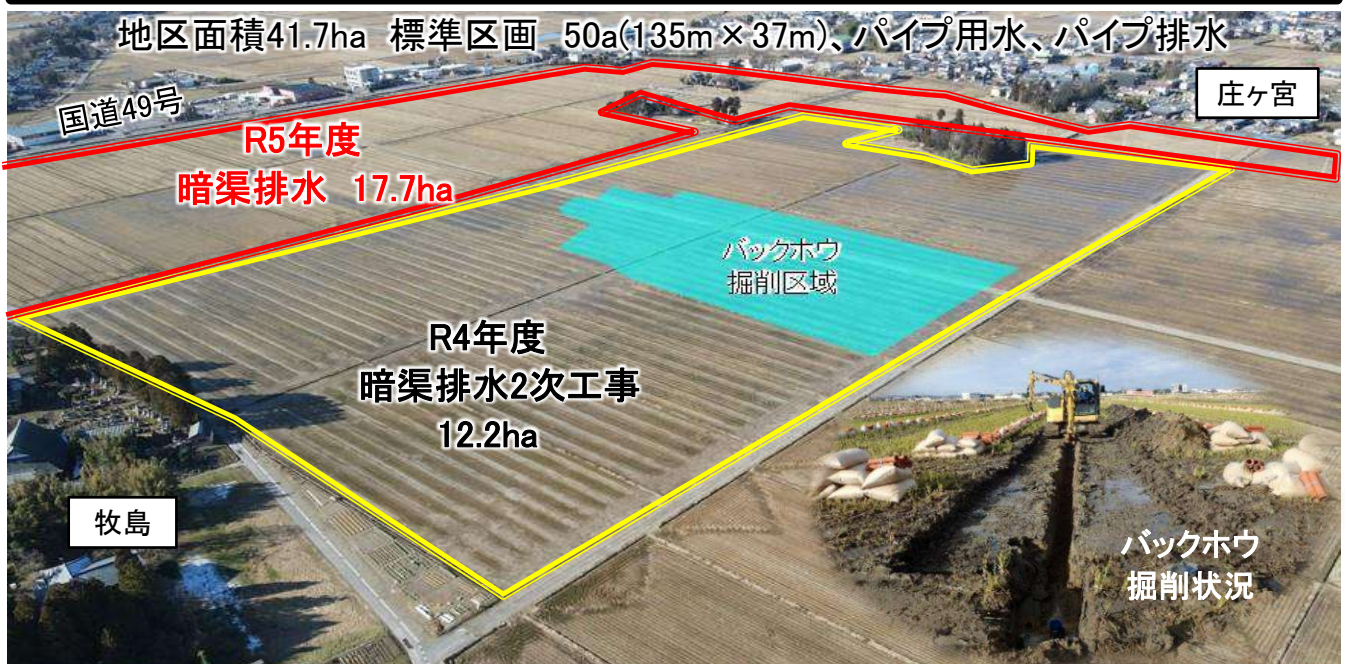 地区面積41.7ha 標準区画 50a(135m×37m)、パイプ用水、パイプ排水
国道49号
庄ヶ宮
R5年度
暗渠排水 17.7ha
バックホウ
掘削区域
R4年度
暗渠排水2次工事
12.2ha
牧島
バックホウ
掘削状況